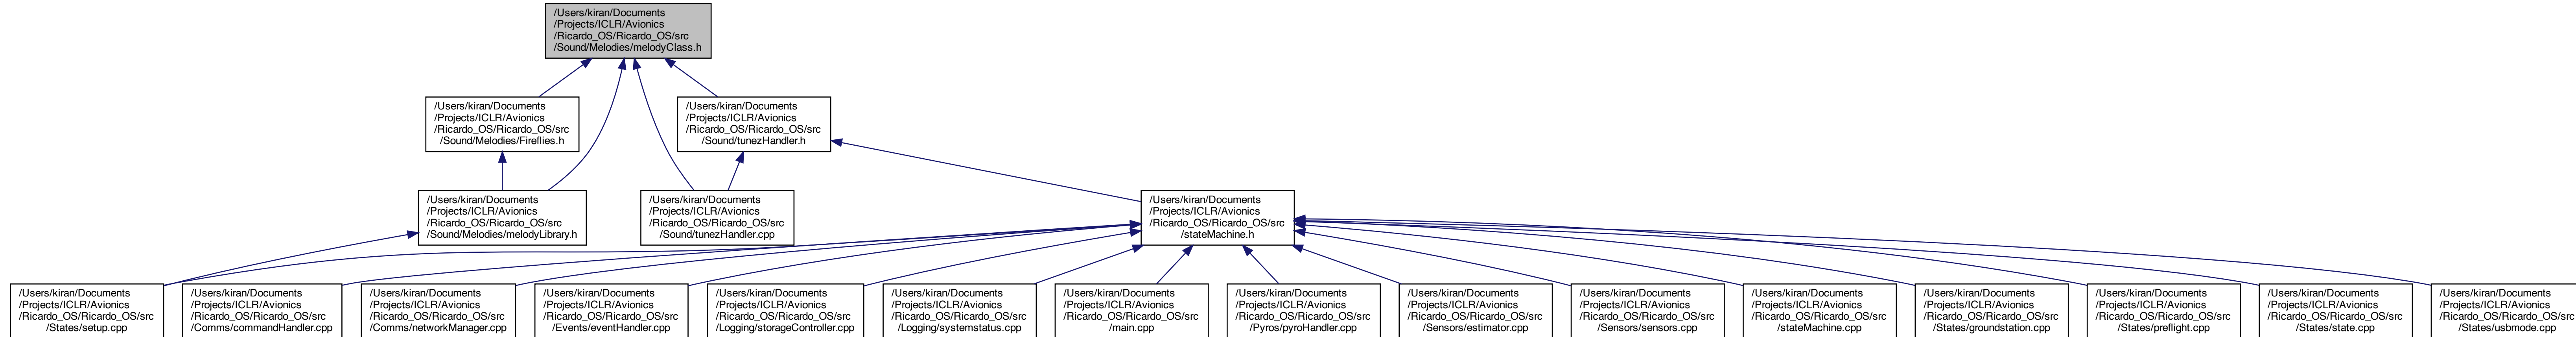 /Users/kiran/Documents
/Projects/ICLR/Avionics
/Ricardo_OS/Ricardo_OS/src
/Sound/Melodies/melodyClass.h
/Users/kiran/Documents
/Projects/ICLR/Avionics
/Ricardo_OS/Ricardo_OS/src
/Sound/Melodies/Fireflies.h
/Users/kiran/Documents
/Projects/ICLR/Avionics
/Ricardo_OS/Ricardo_OS/src
/Sound/tunezHandler.h
/Users/kiran/Documents
/Projects/ICLR/Avionics
/Ricardo_OS/Ricardo_OS/src
/Sound/Melodies/melodyLibrary.h
/Users/kiran/Documents
/Projects/ICLR/Avionics
/Ricardo_OS/Ricardo_OS/src
/Sound/tunezHandler.cpp
/Users/kiran/Documents
/Projects/ICLR/Avionics
/Ricardo_OS/Ricardo_OS/src
/stateMachine.h
/Users/kiran/Documents
/Projects/ICLR/Avionics
/Ricardo_OS/Ricardo_OS/src
/States/setup.cpp
/Users/kiran/Documents
/Projects/ICLR/Avionics
/Ricardo_OS/Ricardo_OS/src
/Comms/commandHandler.cpp
/Users/kiran/Documents
/Projects/ICLR/Avionics
/Ricardo_OS/Ricardo_OS/src
/Comms/networkManager.cpp
/Users/kiran/Documents
/Projects/ICLR/Avionics
/Ricardo_OS/Ricardo_OS/src
/Events/eventHandler.cpp
/Users/kiran/Documents
/Projects/ICLR/Avionics
/Ricardo_OS/Ricardo_OS/src
/Logging/storageController.cpp
/Users/kiran/Documents
/Projects/ICLR/Avionics
/Ricardo_OS/Ricardo_OS/src
/Logging/systemstatus.cpp
/Users/kiran/Documents
/Projects/ICLR/Avionics
/Ricardo_OS/Ricardo_OS/src
/main.cpp
/Users/kiran/Documents
/Projects/ICLR/Avionics
/Ricardo_OS/Ricardo_OS/src
/Pyros/pyroHandler.cpp
/Users/kiran/Documents
/Projects/ICLR/Avionics
/Ricardo_OS/Ricardo_OS/src
/Sensors/estimator.cpp
/Users/kiran/Documents
/Projects/ICLR/Avionics
/Ricardo_OS/Ricardo_OS/src
/Sensors/sensors.cpp
/Users/kiran/Documents
/Projects/ICLR/Avionics
/Ricardo_OS/Ricardo_OS/src
/stateMachine.cpp
/Users/kiran/Documents
/Projects/ICLR/Avionics
/Ricardo_OS/Ricardo_OS/src
/States/groundstation.cpp
/Users/kiran/Documents
/Projects/ICLR/Avionics
/Ricardo_OS/Ricardo_OS/src
/States/preflight.cpp
/Users/kiran/Documents
/Projects/ICLR/Avionics
/Ricardo_OS/Ricardo_OS/src
/States/state.cpp
/Users/kiran/Documents
/Projects/ICLR/Avionics
/Ricardo_OS/Ricardo_OS/src
/States/usbmode.cpp